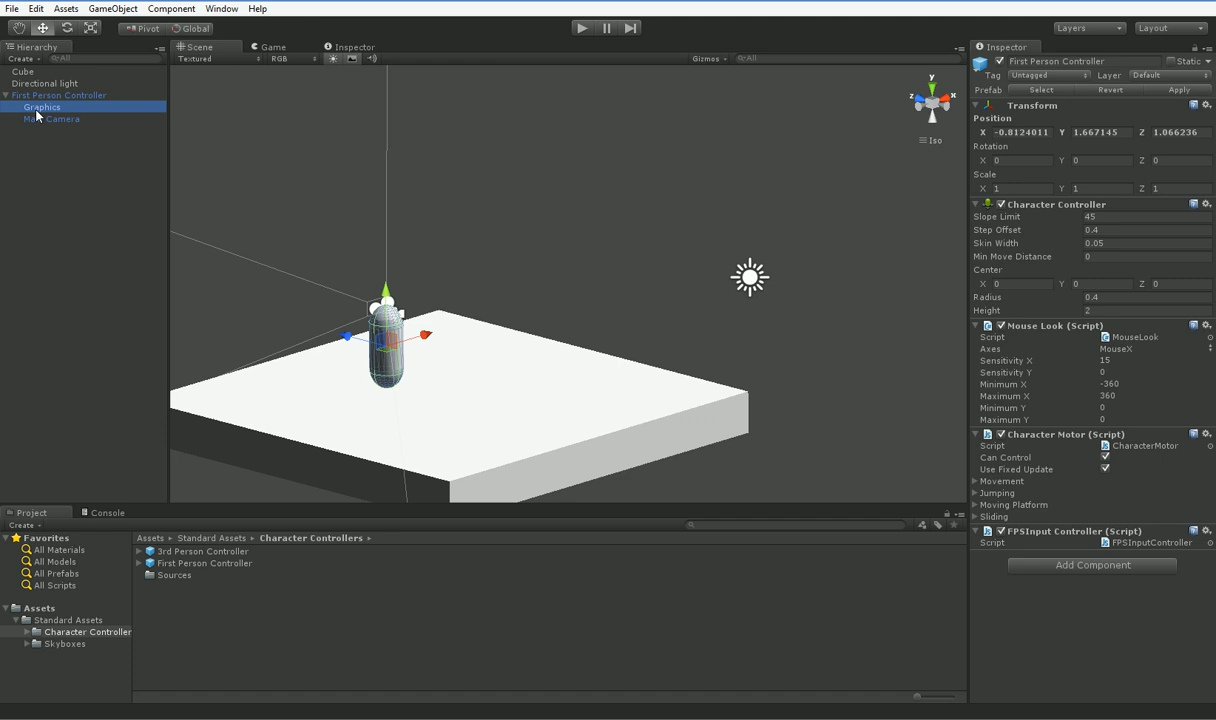 File Edit Assets GameObject Component Window Help
Pivot Global Layers Layout
Hierarchy
Create All
Cube
Directional light
First Person Controller
Graphics
Camera
Scene Game Inspector
Textured RGB Gizmos All
y
z x
Iso
Inspector
First Person Controller Static
Tag Untagged Layer Default
Prefab Select Revert Apply
Transform
Position
X -0.8124011 Y 1.667145 Z 1.066236
Rotation
X 0 Y 0 Z 0
Scale
X 1 Y 1 Z 1
Character Controller
Slope Limit 45
Step Offset 0.4
Skin Width 0.05
Min Move Distance 0
Center
X 0 Y 0 Z 0
Radius 0.4
Height 2
Mouse Look (Script)
Script MouseLook
Axes MouseX
Sensitivity X 15
Sensitivity Y 0
Minimum X -360
Maximum X 360
Minimum Y 0
Maximum Y 0
Character Motor (Script)
Script CharacterMotor
Can Control
Use Fixed Update
Movement
Jumping
Moving Platform
Sliding
FPSInput Controller (Script)
Script FPSInputController
Add Component
Project Console
Create
Favorites
All Materials
All Models
All Prefabs
All Scripts
Assets
Standard Assets
Character Controller
Skyboxes
Assets Standard Assets Character Controllers
3rd Person Controller
First Person Controller
Sources